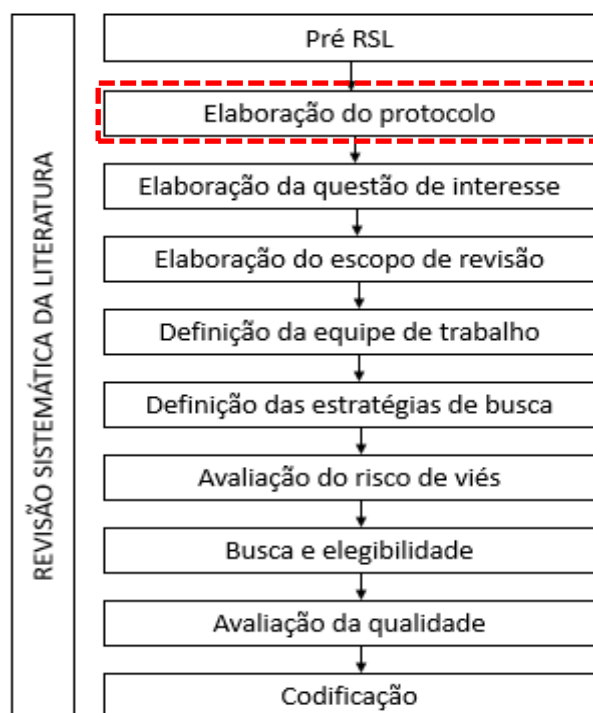 REVISÃO SISTEMÁTICA DA LITERATURA
Pré RSL
Elaboração do protocolo
Elaboração da questão de interesse
Elaboração do escopo de revisão
Definição da equipe de trabalho
Definição das estratégias de busca
Avaliação do risco de viés
Busca e elegibilidade
Avaliação da qualidade
Codificação